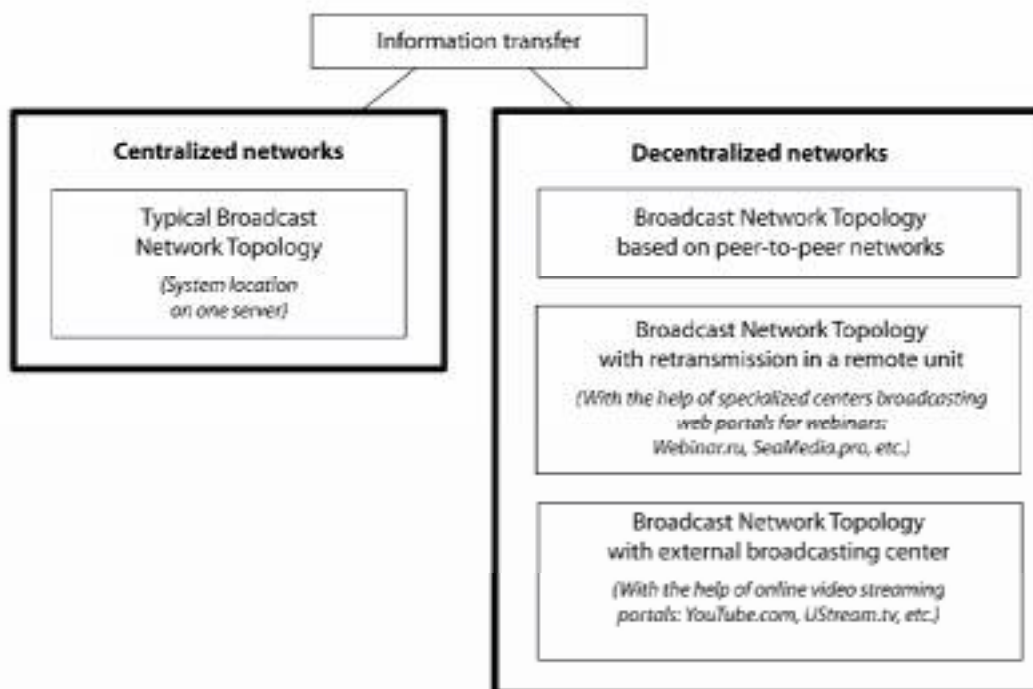 Information transfer
Centralized networks
Typical Broadcast
Network Topology
(System location
on one server)
Decentralized networks
Broadcast Network Topology
based on peer-to-peer networks
Broadcast Network Topology
with retransmission in a remote unit
(With the help of specialized centers broadcasting
web portals for webinars:
Webinar.ru, SeaMedia.pro, etc.)
Broadcast Network Topology
with external broadcasting center
(With the help of online video streaming
portals: YouTube.com, UStream.tv, etc.)